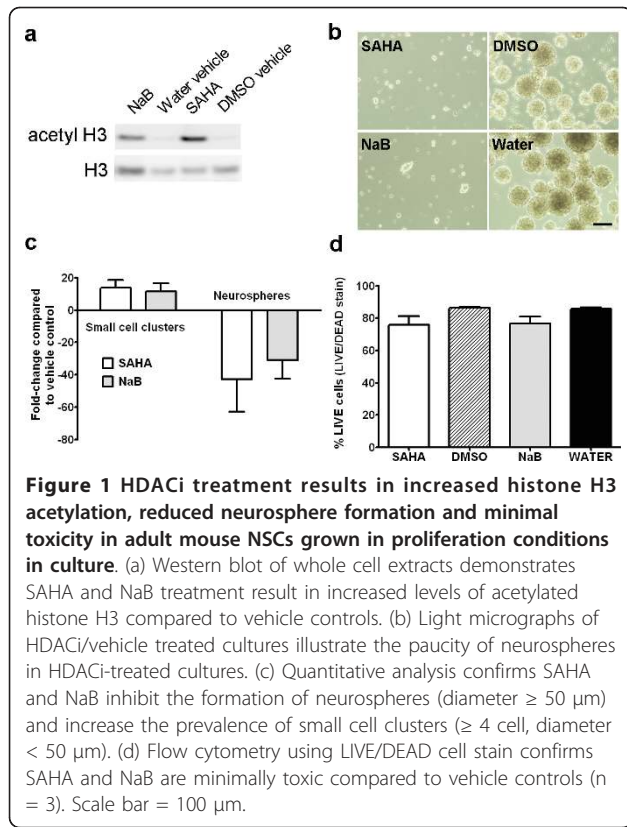 a
NaB
Water vehicle
SAHA
DMSO vehicle
acetyl H3
H3
b
SAHA
DMSO
NaB
Water
c
Fold-change compared
to vehicle control
20
0
-20
-40
-60
-80
Small cell clusters
Neurospheres
SAHA
NaB
d
% LIVE cells (LIVE/DEAD stain)
100
80
60
40
20
0
SAHA
DMSO
NaB
WATER
Figure 1 HDACi treatment results in increased histone H3
acetylation, reduced neurosphere formation and minimal
toxicity in adult mouse NSCs grown in proliferation conditions
in culture. (a) Western blot of whole cell extracts demonstrates
SAHA and NaB treatment result in increased levels of acetylated
histone H3 compared to vehicle controls. (b) Light micrographs of
HDACi/vehicle treated cultures illustrate the paucity of neurospheres
in HDACi-treated cultures. (c) Quantitative analysis confirms SAHA
and NaB inhibit the formation of neurospheres (diameter ≥ 50 μm)
and increase the prevalence of small cell clusters (≥ 4 cell, diameter
< 50 μm). (d) Flow cytometry using LIVE/DEAD cell stain confirms
SAHA and NaB are minimally toxic compared to vehicle controls (n
= 3). Scale bar = 100 μm.